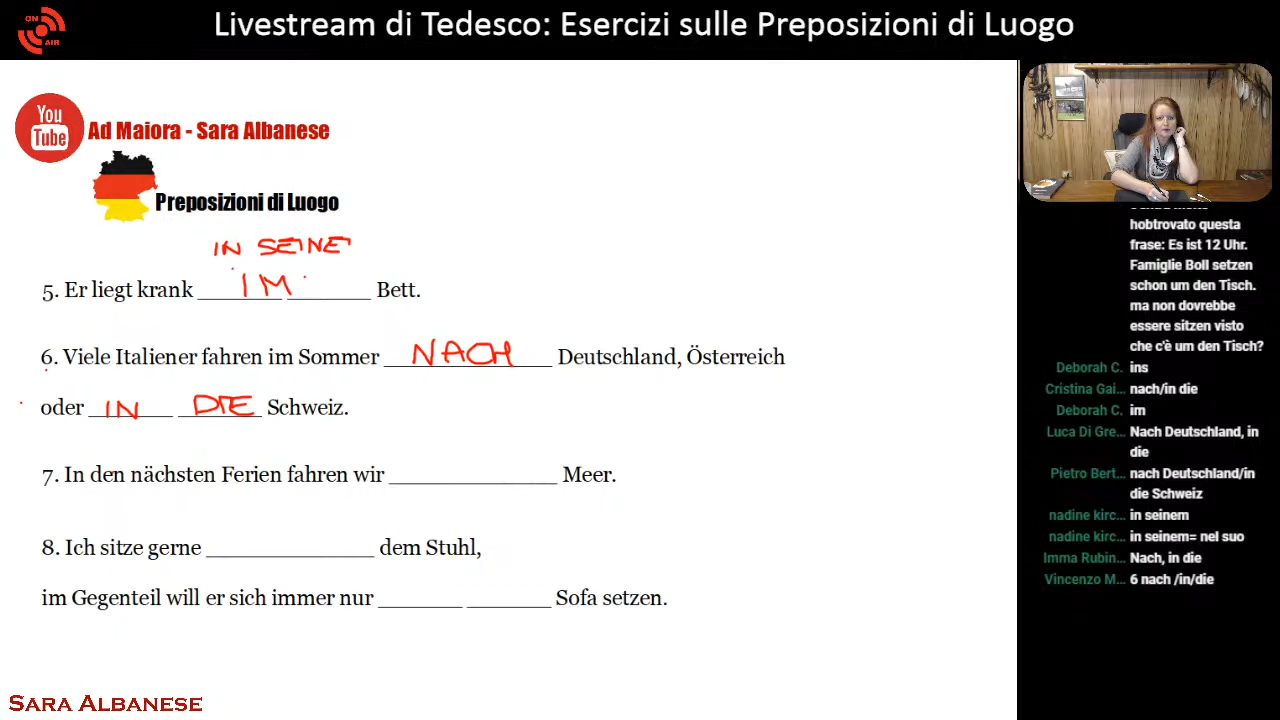 ON
AIR
Livestream di Tedesco: Esercizi sulle Preposizioni di Luogo
You
Tube
Ad Maiora - Sara Albanese
Preposizioni di Luogo
IN SEINE
5. Er liegt krank IM Bett.
6. Viele Italiener fahren im Sommer NACH Deutschland, Österreich
oder IN DIE Schweiz.
7. In den nächsten Ferien fahren wir ______ Meer.
8. Ich sitze gerne ______ dem Stuhl,
im Gegenteil will er sich immer nur ______ ______ Sofa setzen.
SARA ALBANESE
hobtrovato questa
frase: Es ist 12 Uhr.
Famiglie Boll setzen
schon um den Tisch.
ma non dovrebbe
essere sitzen visto
che c'è um den Tisch?
Deborah C. ins
Cristina Gai... nach/in die
Deborah C. im
Luca Di Gre... Nach Deutschland, in
die
Pietro Bert... nach Deutschland/in
die Schweiz
nadine kirc... in seinem
nadine kirc... in seinem= nel suo
Imma Rubin... Nach, in die
Vincenzo M... 6 nach /in/die